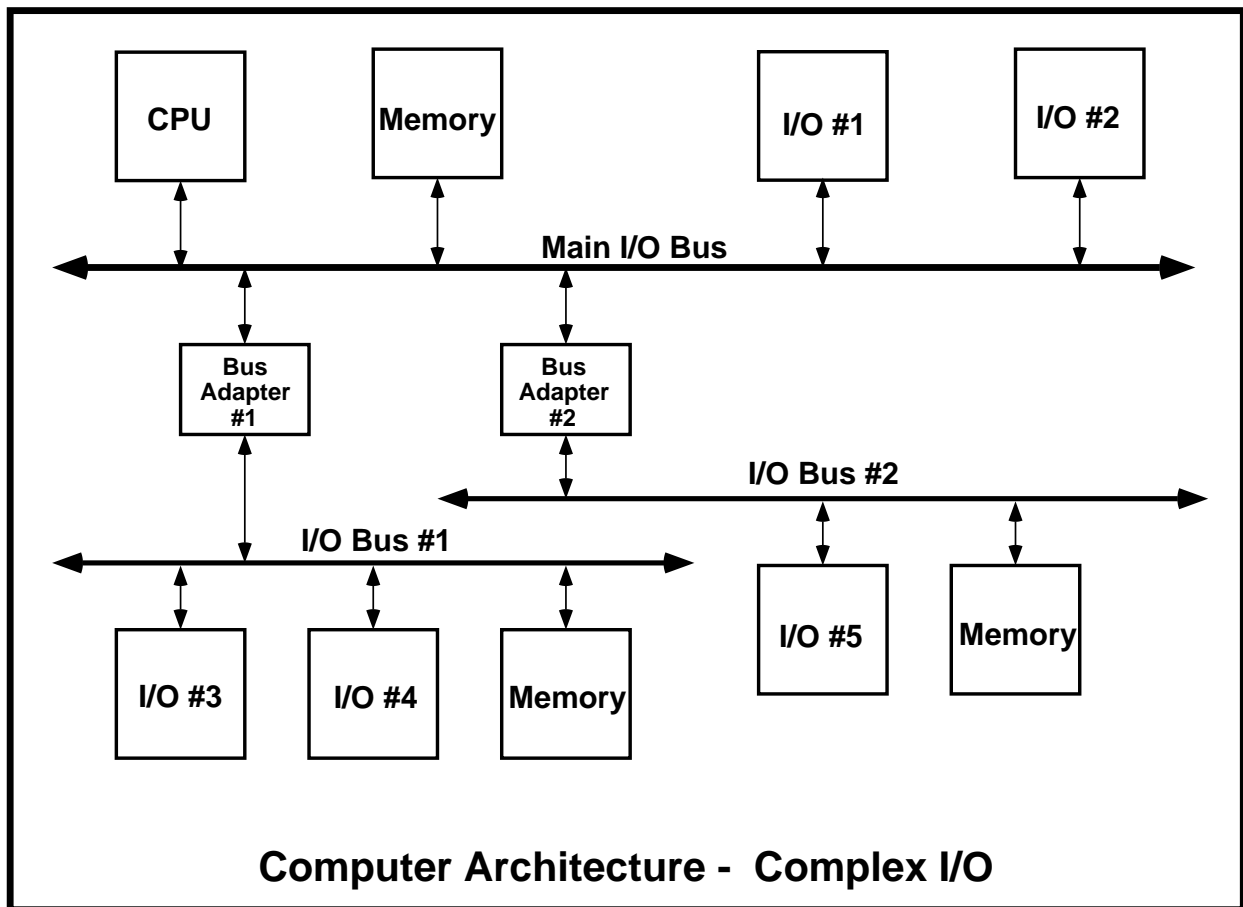 CPU
Memory
I/O #1
I/O #2
Main I/O Bus
Bus
Adapter
#1
Bus
Adapter
#2
I/O Bus #2
I/O Bus #1
I/O #5
Memory
I/O #3
I/O #4
Memory
Computer Architecture - Complex I/O